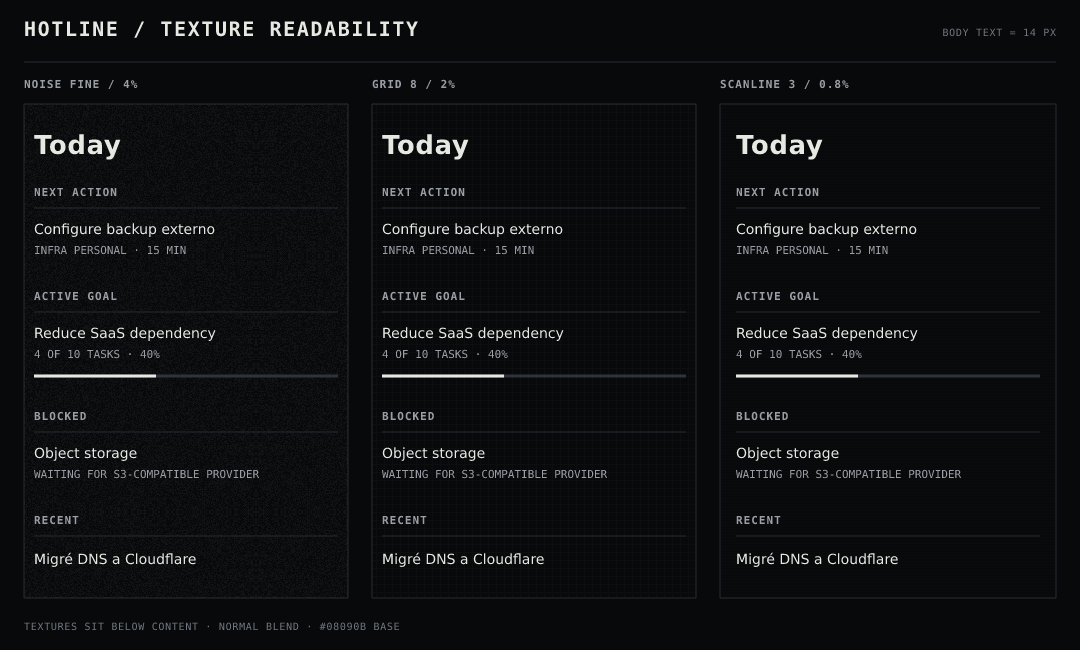 HOTLINE / TEXTURE READABILITY
BODY TEXT = 14 PX
NOISE FINE / 4%
Today
NEXT ACTION
Configure backup externo
INFRA PERSONAL · 15 MIN
ACTIVE GOAL
Reduce SaaS dependency
4 OF 10 TASKS · 40%
BLOCKED
Object storage
WAITING FOR S3-COMPATIBLE PROVIDER
RECENT
Migré DNS a Cloudflare
GRID 8 / 2%
Today
NEXT ACTION
Configure backup externo
INFRA PERSONAL · 15 MIN
ACTIVE GOAL
Reduce SaaS dependency
4 OF 10 TASKS · 40%
BLOCKED
Object storage
WAITING FOR S3-COMPATIBLE PROVIDER
RECENT
Migré DNS a Cloudflare
SCANLINE 3 / 0.8%
Today
NEXT ACTION
Configure backup externo
INFRA PERSONAL · 15 MIN
ACTIVE GOAL
Reduce SaaS dependency
4 OF 10 TASKS · 40%
BLOCKED
Object storage
WAITING FOR S3-COMPATIBLE PROVIDER
RECENT
Migré DNS a Cloudflare
TEXTURES SIT BELOW CONTENT · NORMAL BLEND · #08090B BASE